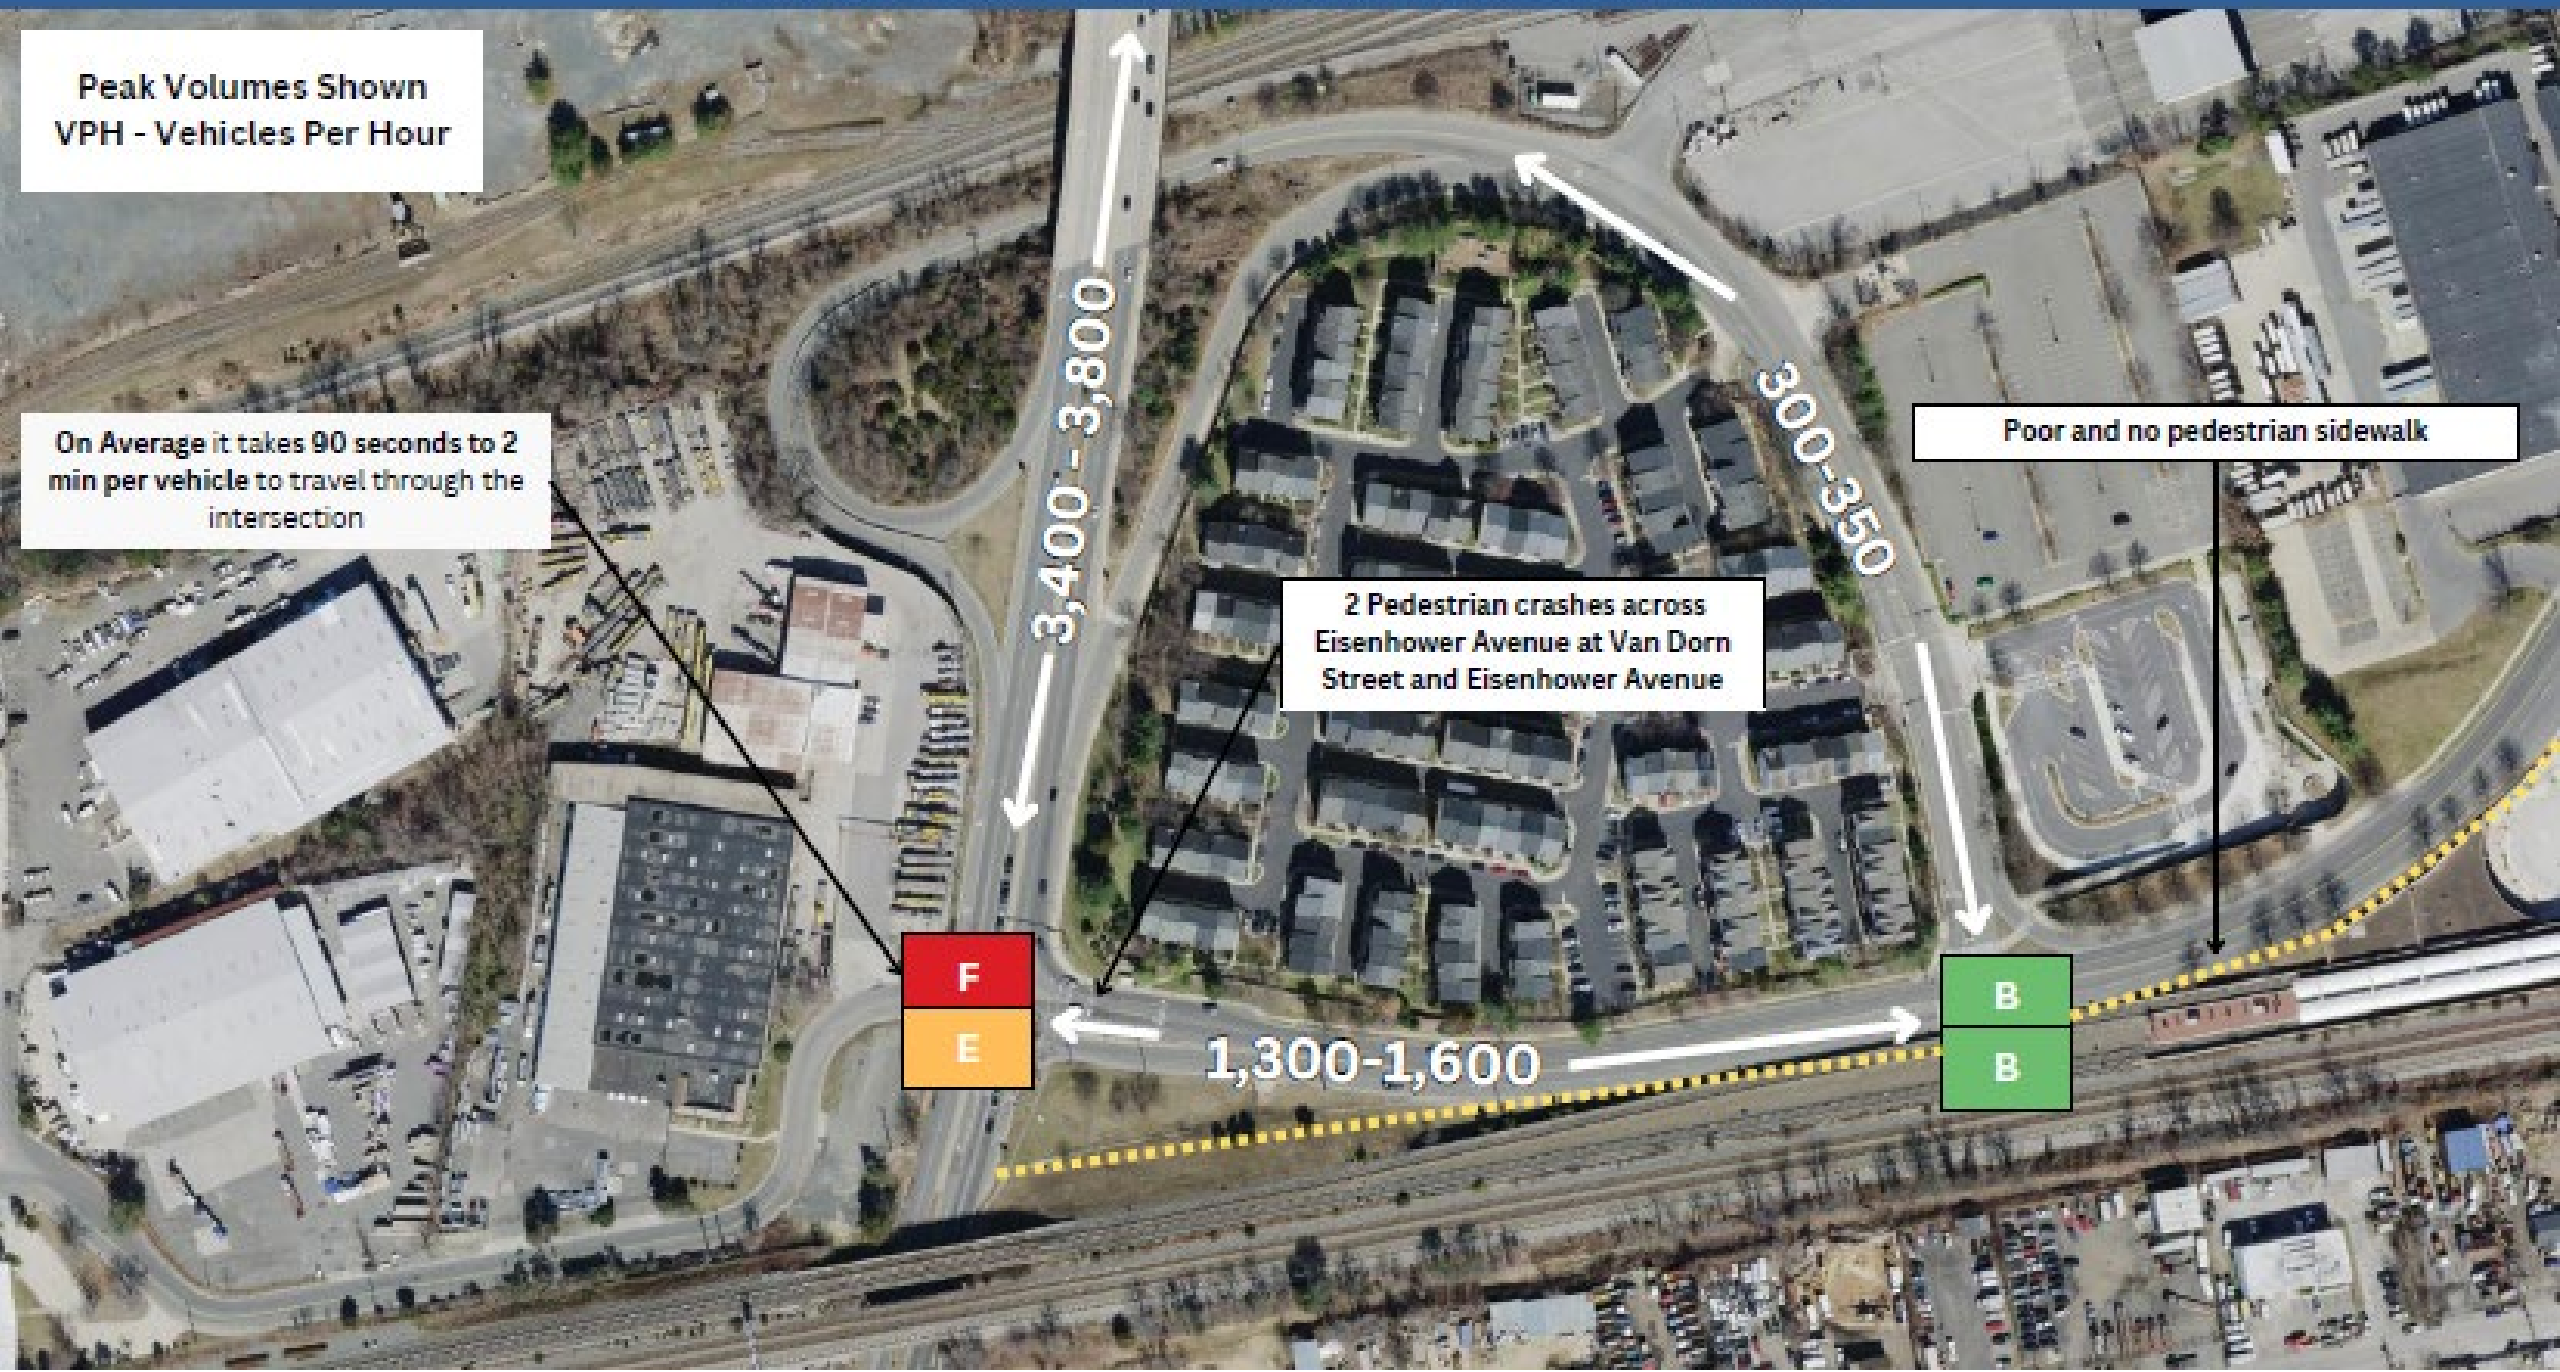 Peak Volumes Shown
VPH - Vehicles Per Hour
3,400 - 3,800
300-350
On Average it takes 90 seconds to 2
min per vehicle to travel through the
intersection
Poor and no pedestrian sidewalk
2 Pedestrian crashes across
Eisenhower Avenue at Van Dorn
Street and Eisenhower Avenue
F
E
1,300-1,600
B
B